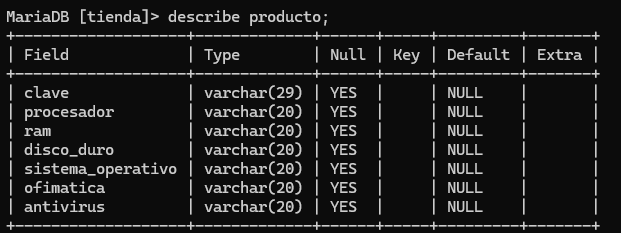 MariaDB [tienda]> describe producto;
+-------------------+-------------+------+-----+---------+-------+
| Field             | Type        | Null | Key | Default | Extra |
+-------------------+-------------+------+-----+---------+-------+
| clave             | varchar(29) | YES  |     | NULL    |       |
| procesador        | varchar(20) | YES  |     | NULL    |       |
| ram               | varchar(20) | YES  |     | NULL    |       |
| disco_duro        | varchar(20) | YES  |     | NULL    |       |
| sistema_operativo | varchar(20) | YES  |     | NULL    |       |
| ofimatica         | varchar(20) | YES  |     | NULL    |       |
| antivirus         | varchar(20) | YES  |     | NULL    |       |
+-------------------+-------------+------+-----+---------+-------+